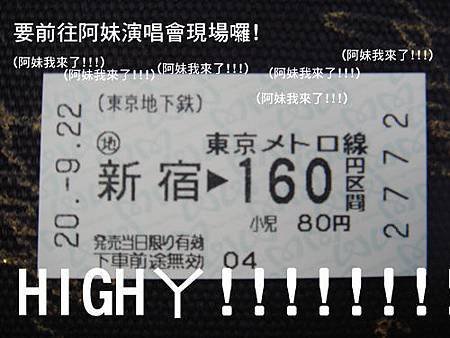 要前往阿妹演唱會現場囉!
(阿妹我來了!!!)
(阿妹我來了!!!)
(阿妹我來了!!!)
(阿妹我來了!!!)
(阿妹我來了!!!)
(阿妹我來了!!!)
20.-9.22
(東京地下鉄)
地 東京メトロ線
新宿▶160円区間
小児 80円
発売当日限り有効
下車前途無効 04
2772
HIGHㄚ!!!!!!!!